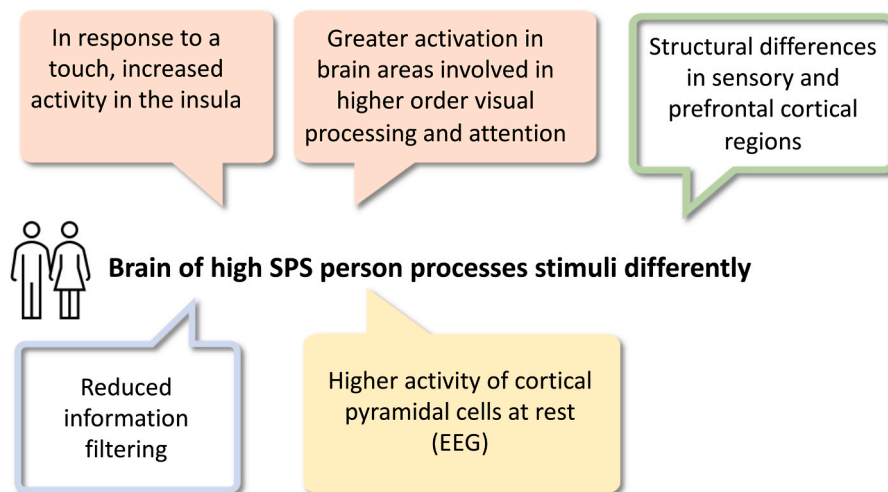 In response to a
touch, increased
activity in the insula
Greater activation in
brain areas involved in
higher order visual
processing and attention
Structural differences
in sensory and
prefrontal cortical
regions
Brain of high SPS person processes stimuli differently
Reduced
information
filtering
Higher activity of cortical
pyramidal cells at rest
(EEG)